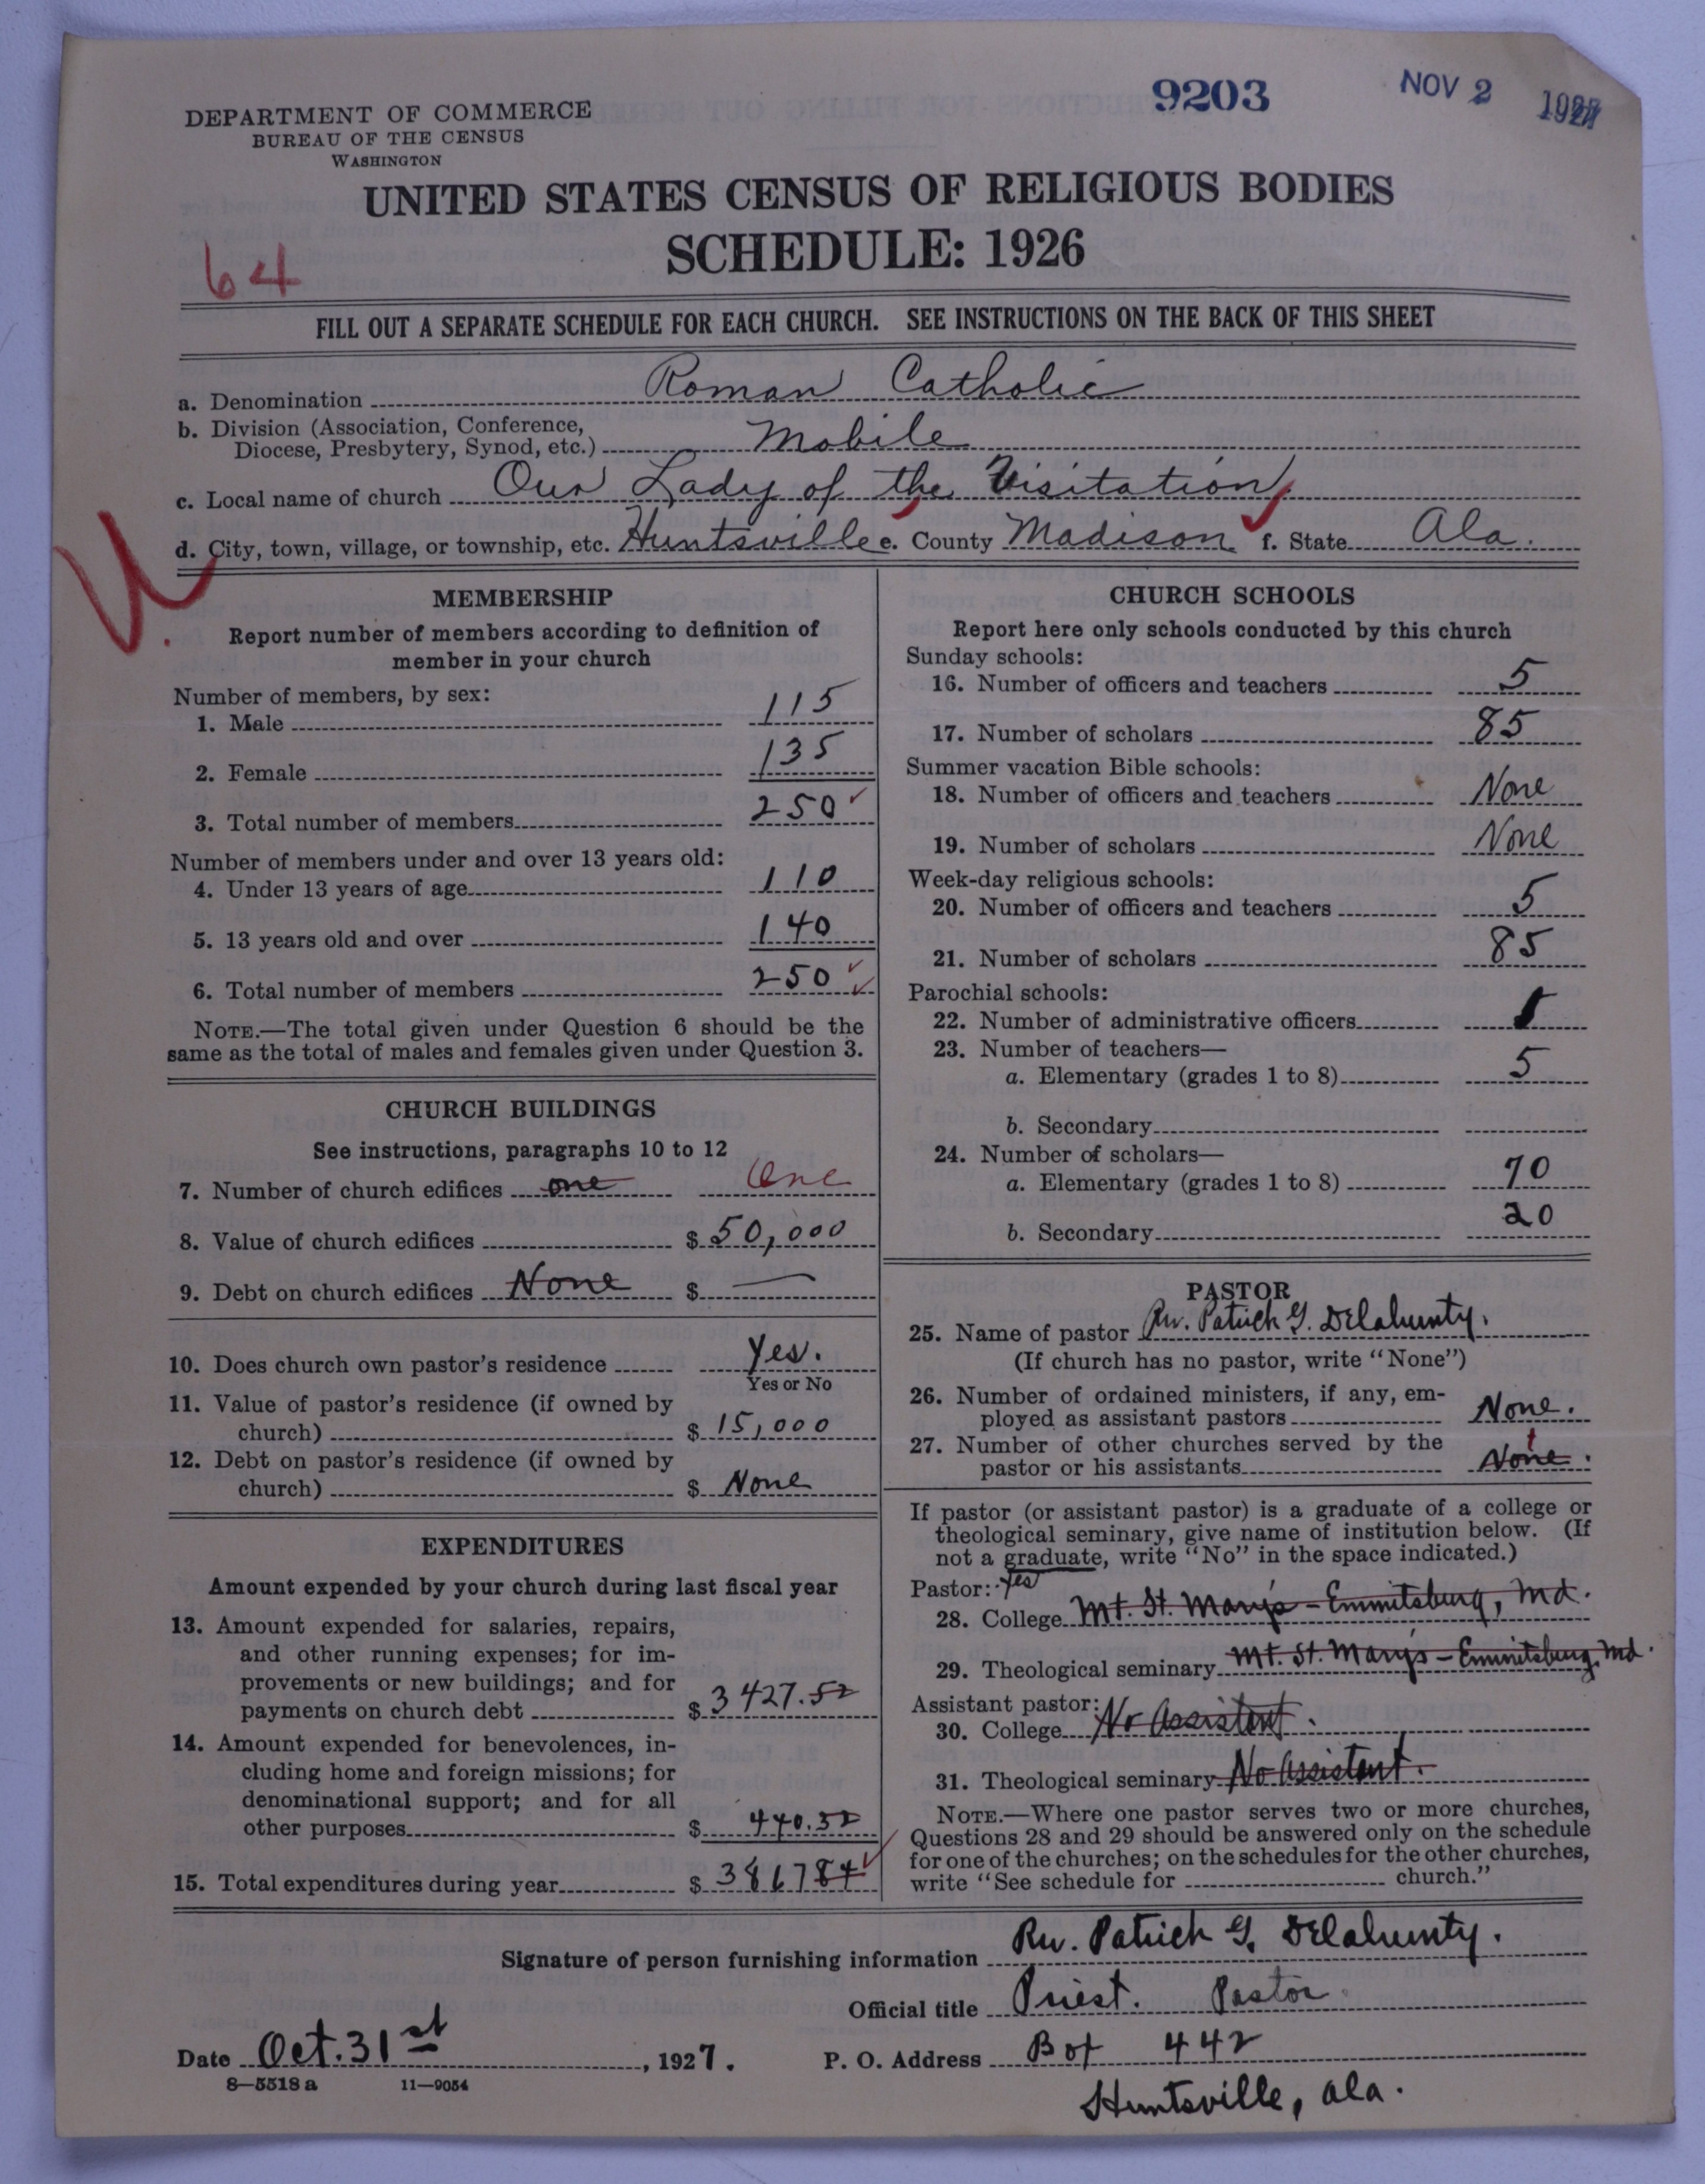 9203
NOV 2 1927
DEPARTMENT OF COMMERCE
BUREAU OF THE CENSUS
WASHINGTON
UNITED STATES CENSUS OF RELIGIOUS BODIES
SCHEDULE: 1926
64
FILL OUT A SEPARATE SCHEDULE FOR EACH CHURCH. SEE INSTRUCTIONS ON THE BACK OF THIS SHEET
a. Denomination Roman Catholic
b. Division (Association, Conference,
Diocese, Presbytery, Synod, etc.) Mobile
c. Local name of church Our Lady of the Visitation
d. City, town, village, or township, etc. Huntsville e. County Madison f. State Ala.
MEMBERSHIP
Report number of members according to definition of
member in your church
Number of members, by sex:
1. Male 115
2. Female 135
3. Total number of members 250
Number of members under and over 13 years old:
4. Under 13 years of age 110
5. 13 years old and over 140
6. Total number of members 250
NOTE.—The total given under Question 6 should be the
same as the total of males and females given under Question 3.
CHURCH BUILDINGS
See instructions, paragraphs 10 to 12
7. Number of church edifices one One
8. Value of church edifices $ 50,000
9. Debt on church edifices None $ —
10. Does church own pastor's residence Yes.
Yes or No
11. Value of pastor's residence (if owned by
church) $ 15,000
12. Debt on pastor's residence (if owned by
church) $ None
EXPENDITURES
Amount expended by your church during last fiscal year
13. Amount expended for salaries, repairs,
and other running expenses; for im-
provements or new buildings; and for
payments on church debt $ 3427.52
14. Amount expended for benevolences, in-
cluding home and foreign missions; for
denominational support; and for all
other purposes $ 440.32
15. Total expenditures during year $ 386784
CHURCH SCHOOLS
Report here only schools conducted by this church
Sunday schools:
16. Number of officers and teachers 5
17. Number of scholars 85
Summer vacation Bible schools:
18. Number of officers and teachers None
19. Number of scholars None
Week-day religious schools:
20. Number of officers and teachers 5
21. Number of scholars 85
Parochial schools:
22. Number of administrative officers 1
23. Number of teachers—
a. Elementary (grades 1 to 8) 5
b. Secondary
24. Number of scholars—
a. Elementary (grades 1 to 8) 70
b. Secondary 20
PASTOR
25. Name of pastor Rev. Patrick G. Delahunty.
(If church has no pastor, write "None")
26. Number of ordained ministers, if any, em-
ployed as assistant pastors None.
27. Number of other churches served by the
pastor or his assistants None.
If pastor (or assistant pastor) is a graduate of a college or
theological seminary, give name of institution below. (If
not a graduate, write "No" in the space indicated.)
Pastor: Yes
28. College Mt. St. Mary's - Emmitsburg, Md.
29. Theological seminary Mt. St. Mary's - Emmitsburg, Md.
Assistant pastor:
30. College No Assistant.
31. Theological seminary No Assistant.
NOTE.—Where one pastor serves two or more churches,
Questions 28 and 29 should be answered only on the schedule
for one of the churches; on the schedules for the other churches,
write "See schedule for church."
Signature of person furnishing information Rev. Patrick G. Delahunty.
Official title Priest. Pastor.
Date Oct. 31st, 1927. P. O. Address Box 442
8—5518 a 11—9054
Huntsville, Ala.